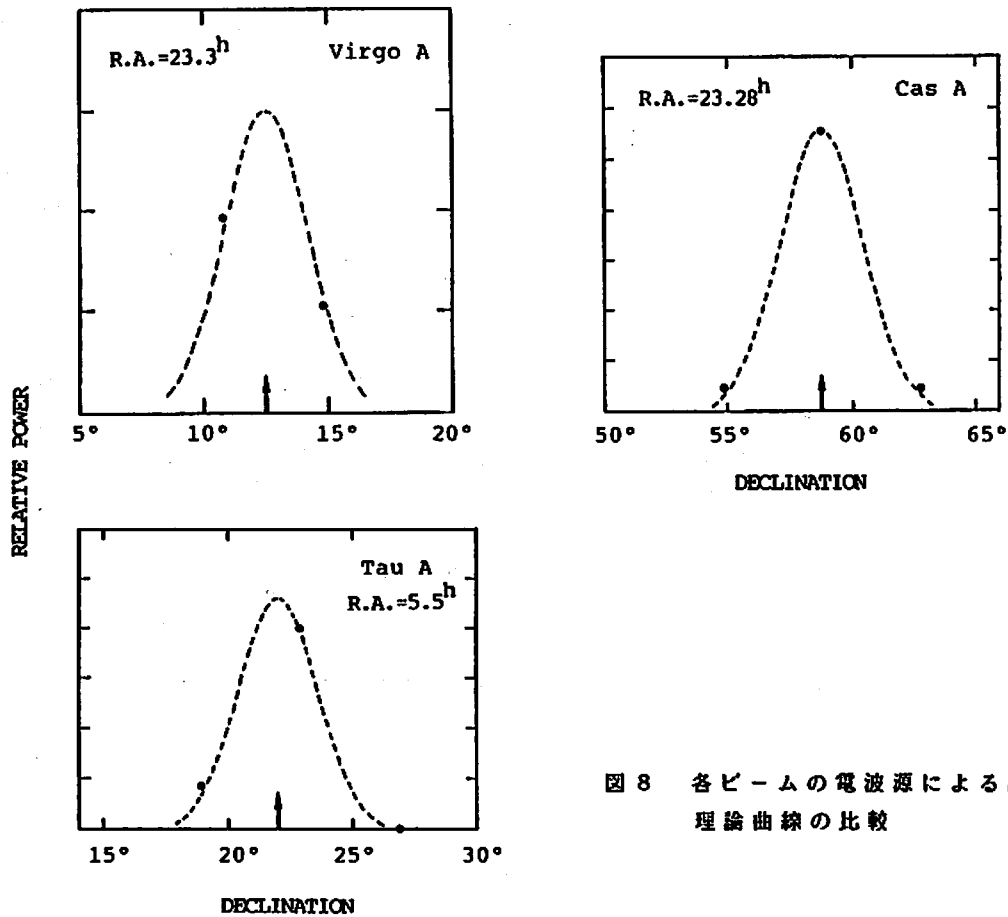 R.A.=23.3h
Virgo A
5°
10°
15°
20°
RELATIVE POWER
R.A.=23.28h
Cas A
50°
55°
60°
65°
DECLINATION
Tau A
R.A.=5.5h
15°
20°
25°
30°
DECLINATION
図8 各ビームの電波源による
理論曲線の比較